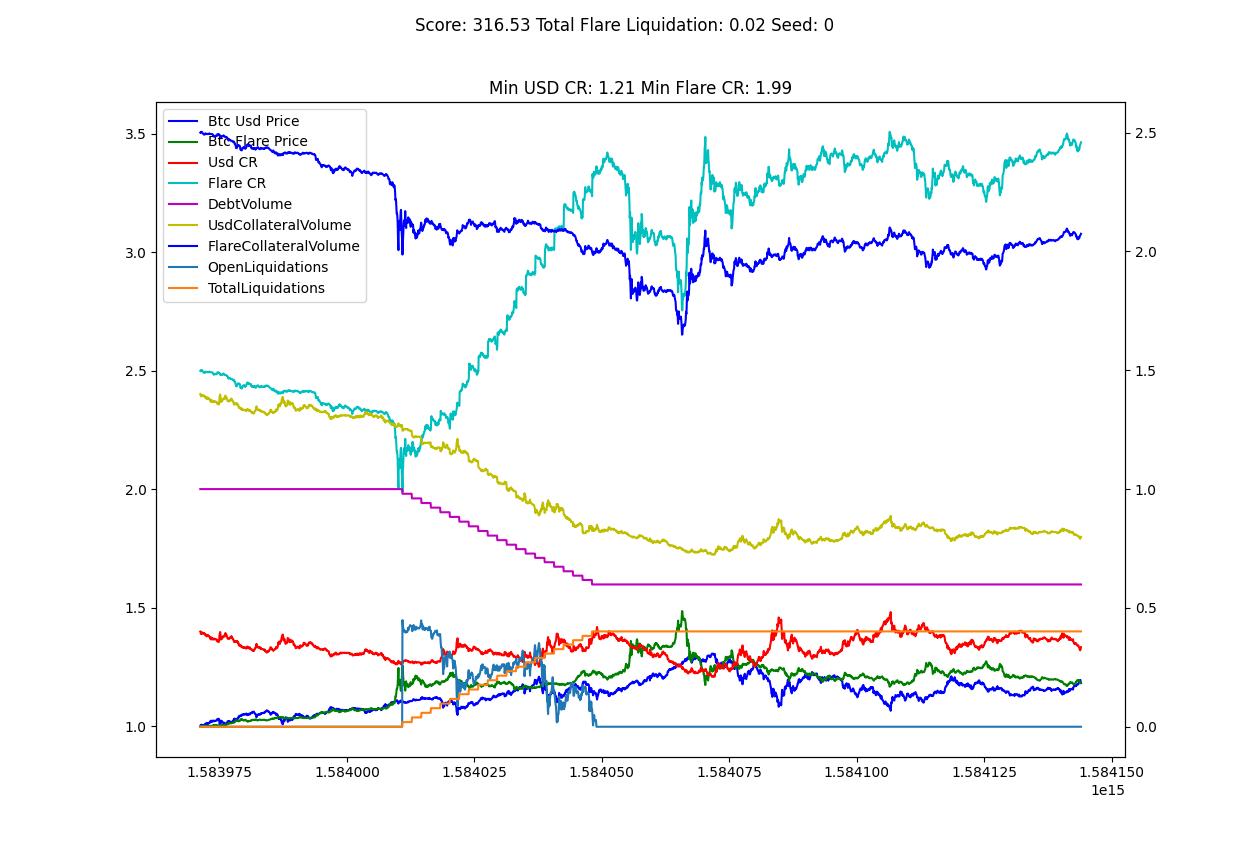 Score: 316.53 Total Flare Liquidation: 0.02 Seed: 0
Min USD CR: 1.21 Min Flare CR: 1.99
Btc Usd Price
Btc Flare Price
Usd CR
Flare CR
DebtVolume
UsdCollateralVolume
FlareCollateralVolume
OpenLiquidations
TotalLiquidations
3.5
3.0
2.5
2.0
1.5
1.0
2.5
2.0
1.5
1.0
0.5
0.0
1.583975 1.584000 1.584025 1.584050 1.584075 1.584100 1.584125 1.584150
1e15